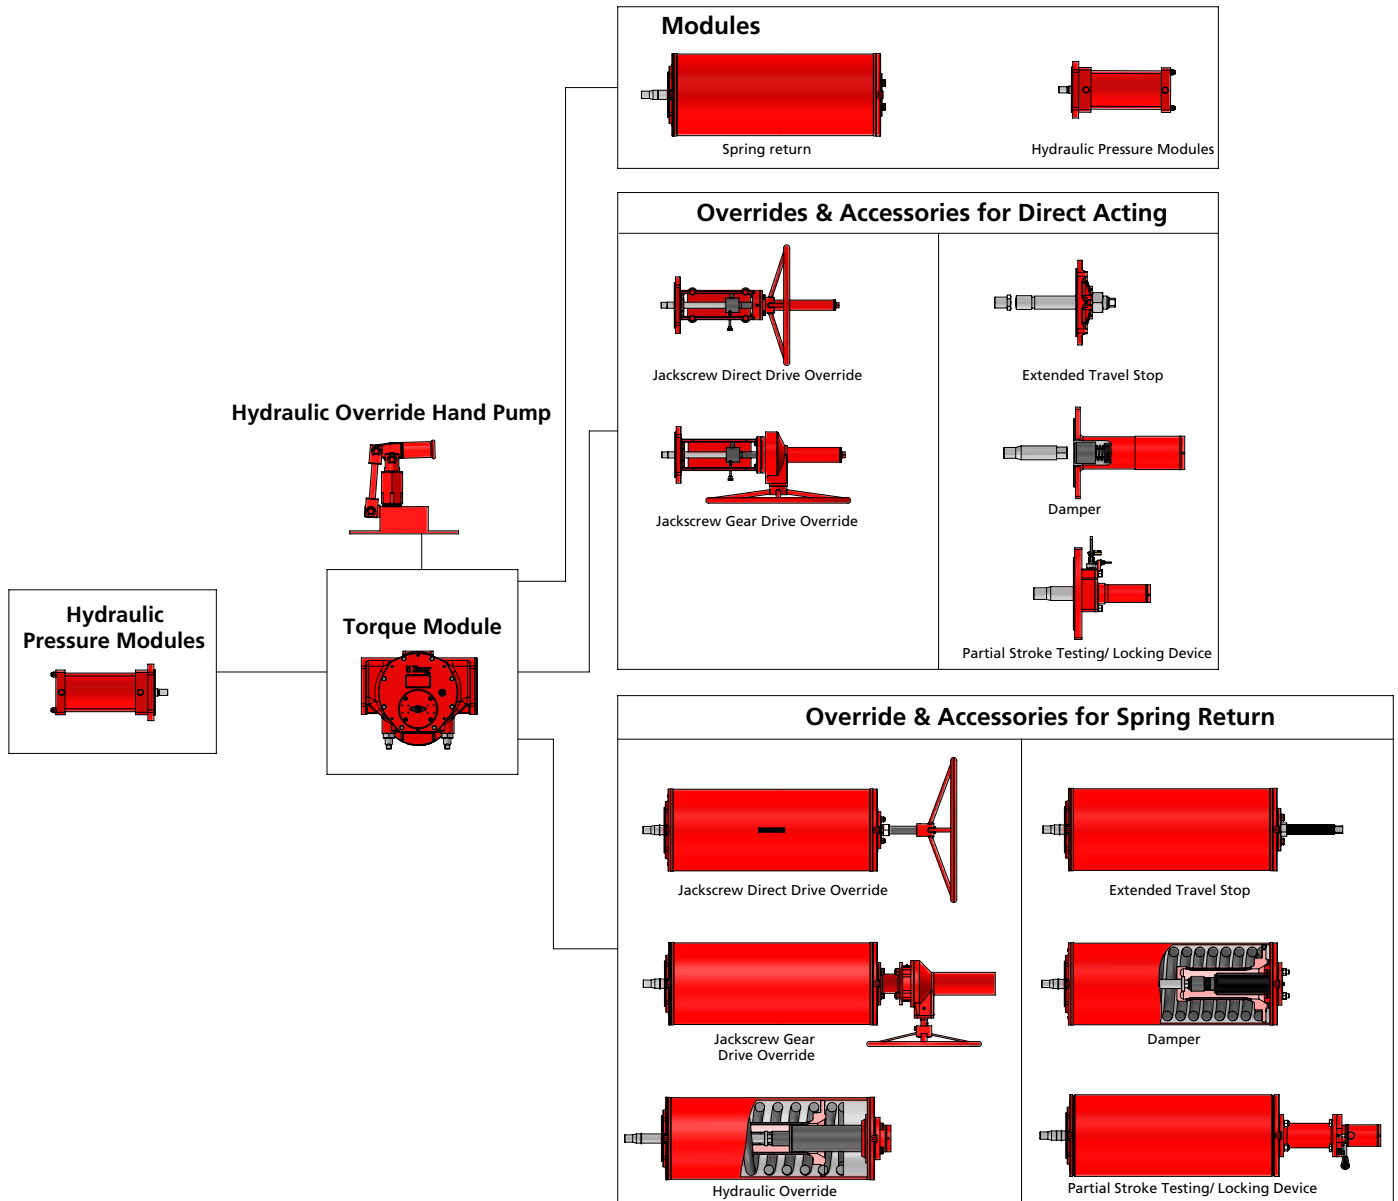 Modules
Spring return
Hydraulic Pressure Modules
Overrides & Accessories for Direct Acting
Jackscrew Direct Drive Override
Extended Travel Stop
Jackscrew Gear Drive Override
Damper
Partial Stroke Testing/ Locking Device
Hydraulic Override Hand Pump
Hydraulic
Pressure Modules
Torque Module
Override & Accessories for Spring Return
Jackscrew Direct Drive Override
Extended Travel Stop
Jackscrew Gear
Drive Override
Damper
Hydraulic Override
Partial Stroke Testing/ Locking Device